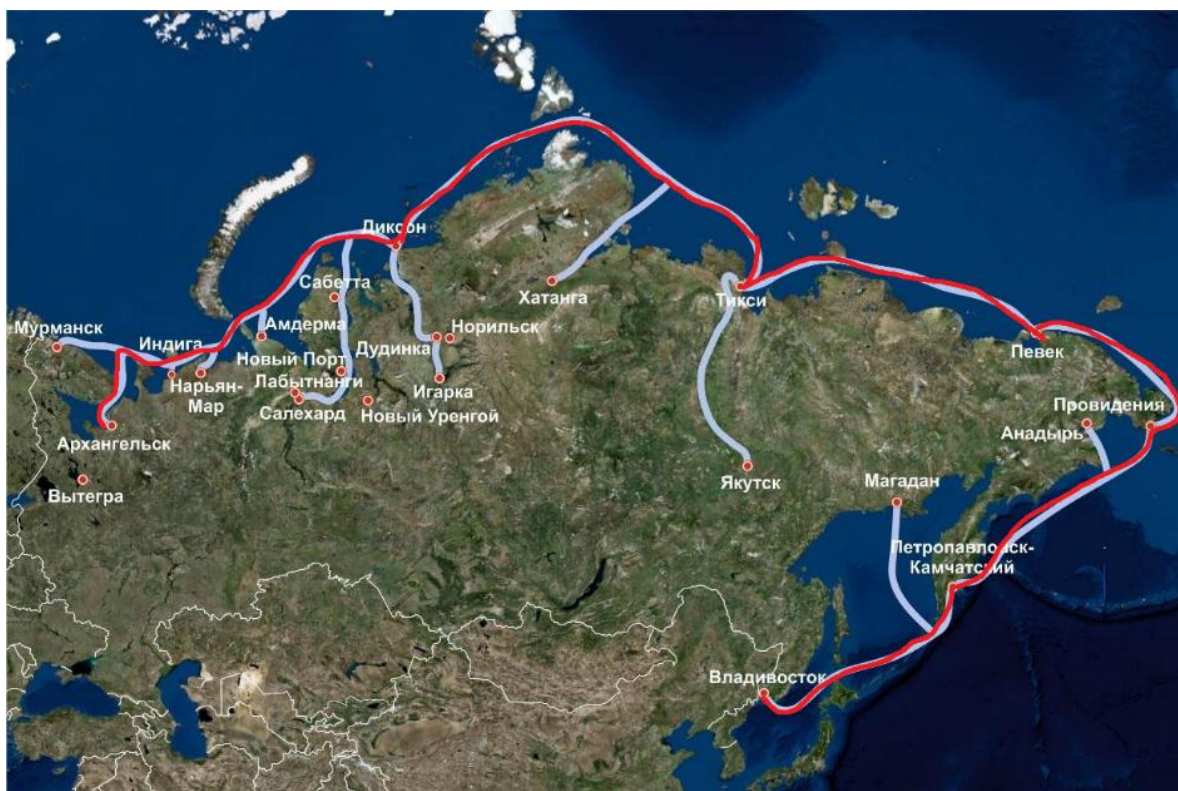 Диксон
Сабетта
Хатанга
Тикси
Мурманск
Индига
Амдерма
Норильск
Дудинка
Певек
Новый Порт
Нарьян-
Мар
Лабытнанги
Игарка
Салехард
Новый Уренгой
Провидения
Анадырь
Архангельск
Вытегра
Якутск
Магадан
Петропавловск-
Камчатский
Владивосток